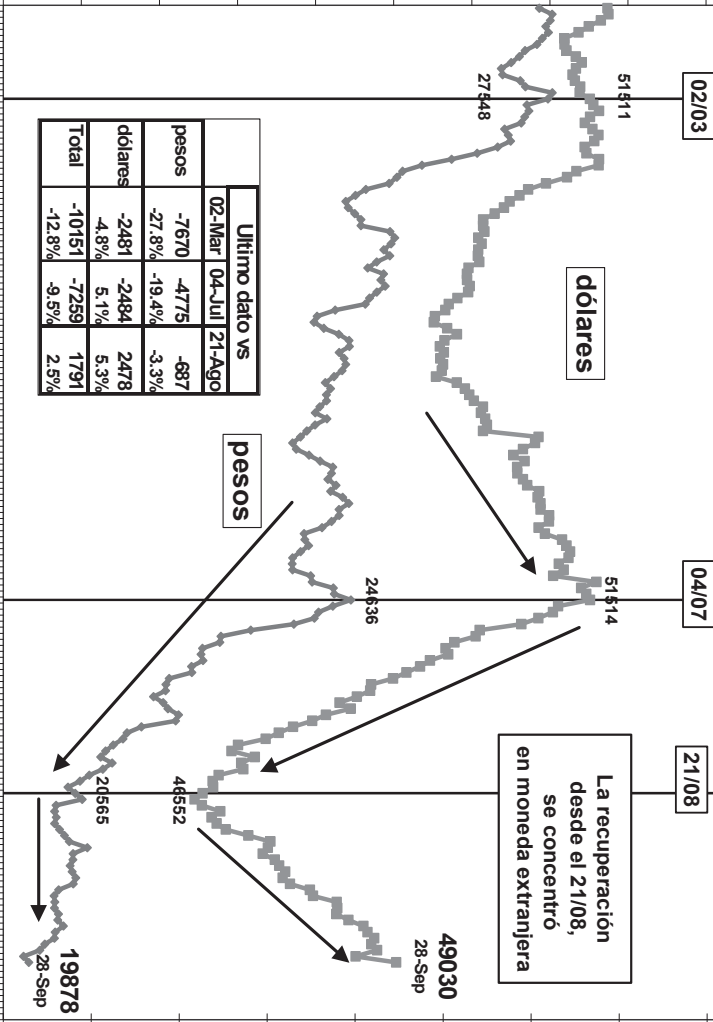 02/03
04/07
21/08
51511
51514
La recuperación
desde el 21/08,
se concentró
en moneda extranjera
dólares
49030
28-Sep
27548
46552
24636
20565
pesos
19878
28-Sep
Ultimo dato vs
02-Mar 04-Jul 21-Ago
pesos -7670 -4775 -687
-27.8% -19.4% -3.3%
dólares -2481 -2484 2478
-4.8% 5.1% 5.3%
Total -10151 -7259 1791
-12.8% -9.5% 2.5%